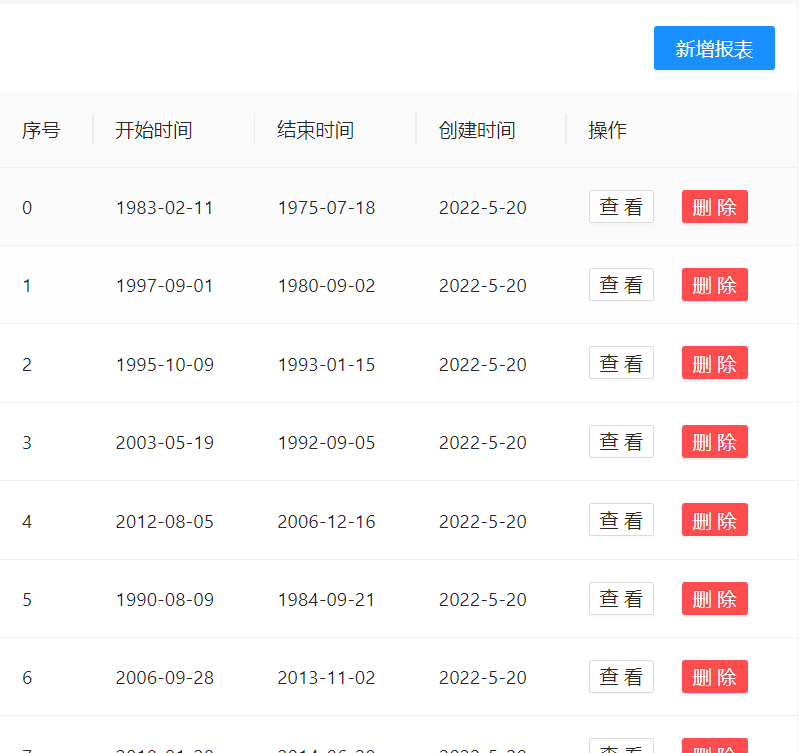 新增报表
序号 开始时间 结束时间 创建时间 操作
0 1983-02-11 1975-07-18 2022-5-20 查 看 删 除
1 1997-09-01 1980-09-02 2022-5-20 查 看 删 除
2 1995-10-09 1993-01-15 2022-5-20 查 看 删 除
3 2003-05-19 1992-09-05 2022-5-20 查 看 删 除
4 2012-08-05 2006-12-16 2022-5-20 查 看 删 除
5 1990-08-09 1984-09-21 2022-5-20 查 看 删 除
6 2006-09-28 2013-11-02 2022-5-20 查 看 删 除